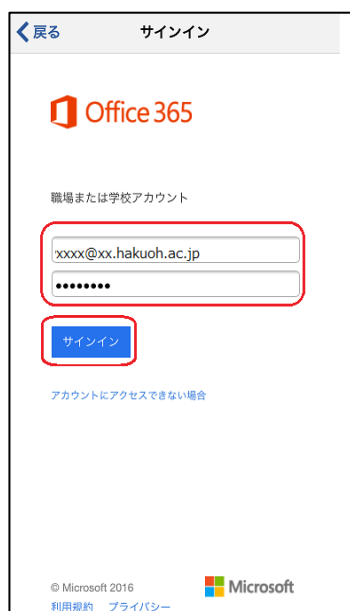 戻る サインイン
Office 365
職場または学校アカウント
xxxx@xx.hakuoh.ac.jp
••••••••
サインイン
アカウントにアクセスできない場合
© Microsoft 2016 Microsoft
利用規約 プライバシー